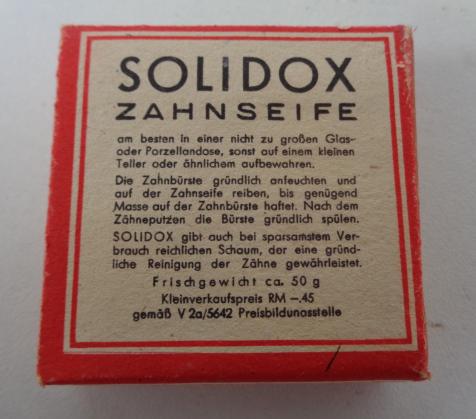 SOLIDOX
ZAHNSEIFE
am besten in einer nicht zu großen Glas-
oder Porzellandose, sonst auf einem kleinen
Teller oder ähnlichem aufbewahren.
Die Zahnbürste gründlich anfeuchten und
auf der Zahnseife reiben, bis genügend
Masse auf der Zahnbürste haftet. Nach dem
Zähneputzen die Bürste gründlich spülen.
SOLIDOX gibt auch bei sparsamstem Ver-
brauch reichlichen Schaum, der eine gründ-
liche Reinigung der Zähne gewährleistet.
Frischgewicht ca. 50 g
Kleinverkaufspreis RM –.45
gemäß V 2a/5642 Preisbildungsstelle